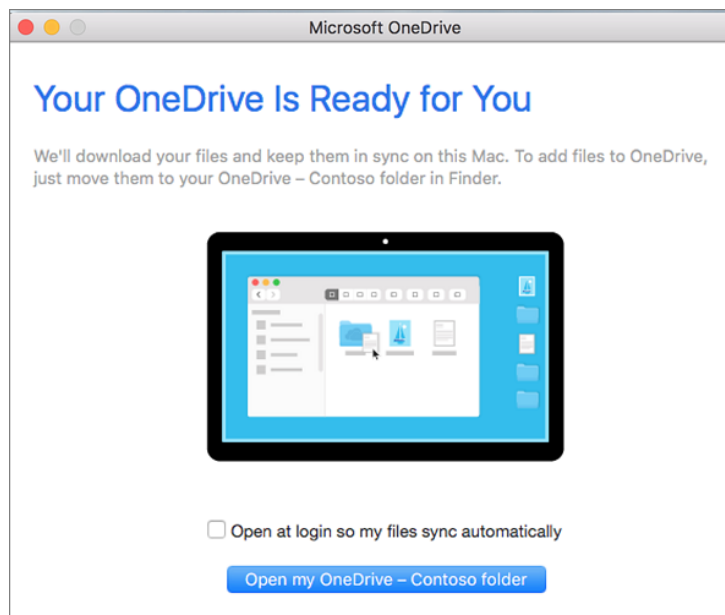 Microsoft OneDrive
Your OneDrive Is Ready for You
We'll download your files and keep them in sync on this Mac. To add files to OneDrive,
just move them to your OneDrive – Contoso folder in Finder.
Open at login so my files sync automatically
Open my OneDrive – Contoso folder